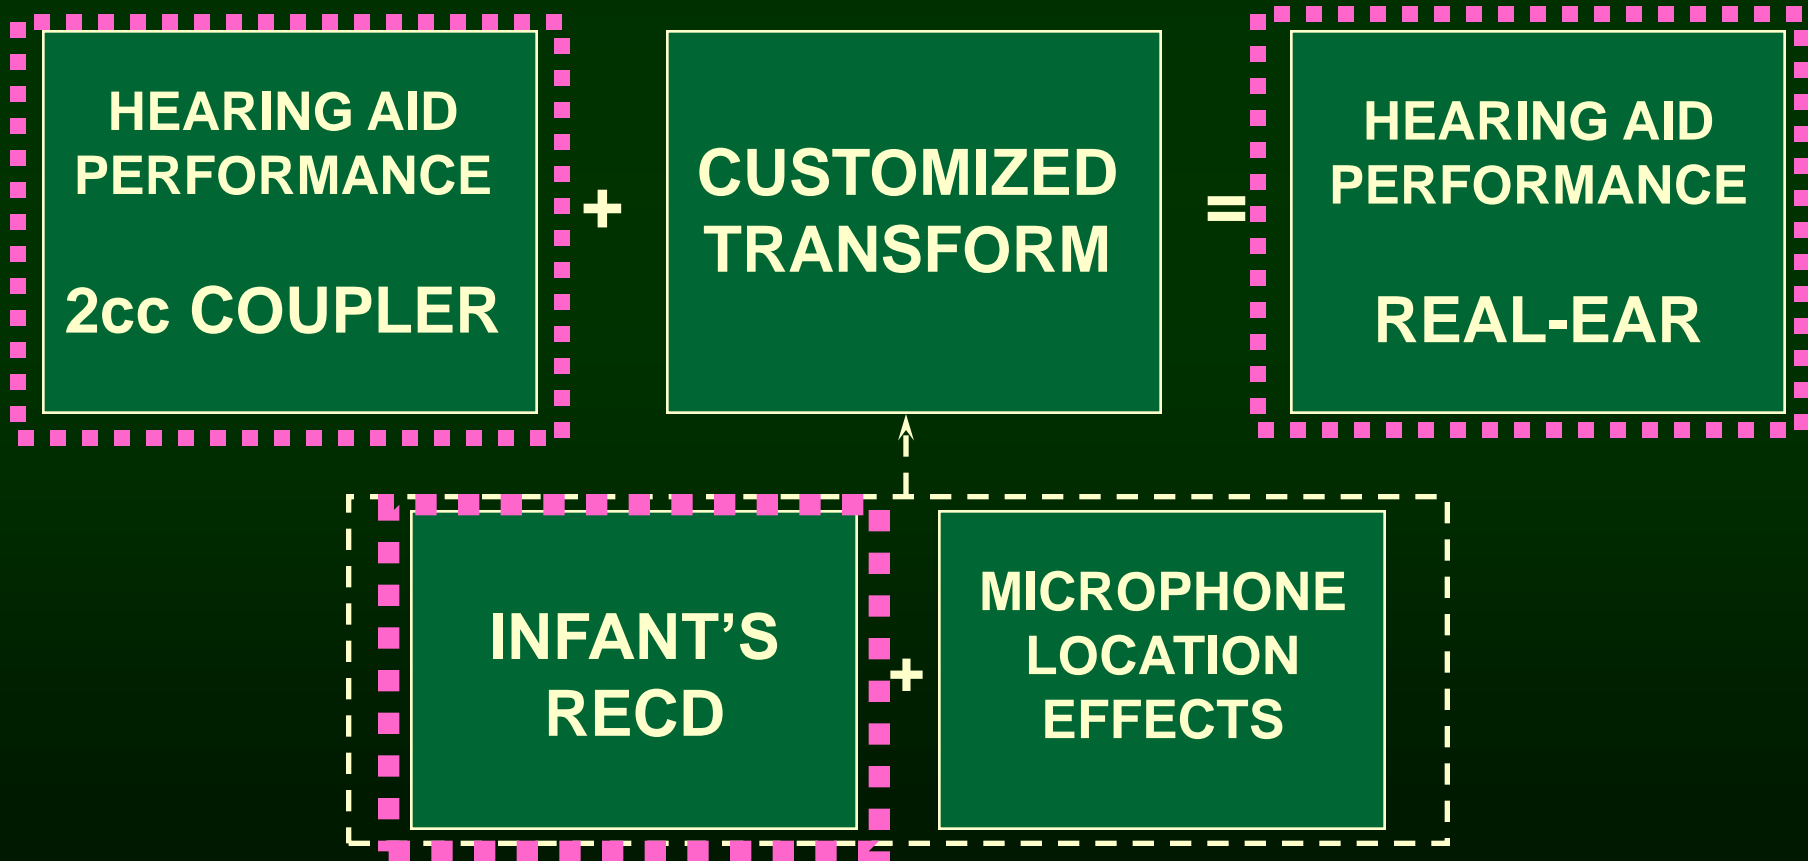 HEARING AID
PERFORMANCE
2cc COUPLER
+
CUSTOMIZED
TRANSFORM
=
HEARING AID
PERFORMANCE
REAL-EAR
INFANT’S
RECD
+
MICROPHONE
LOCATION
EFFECTS